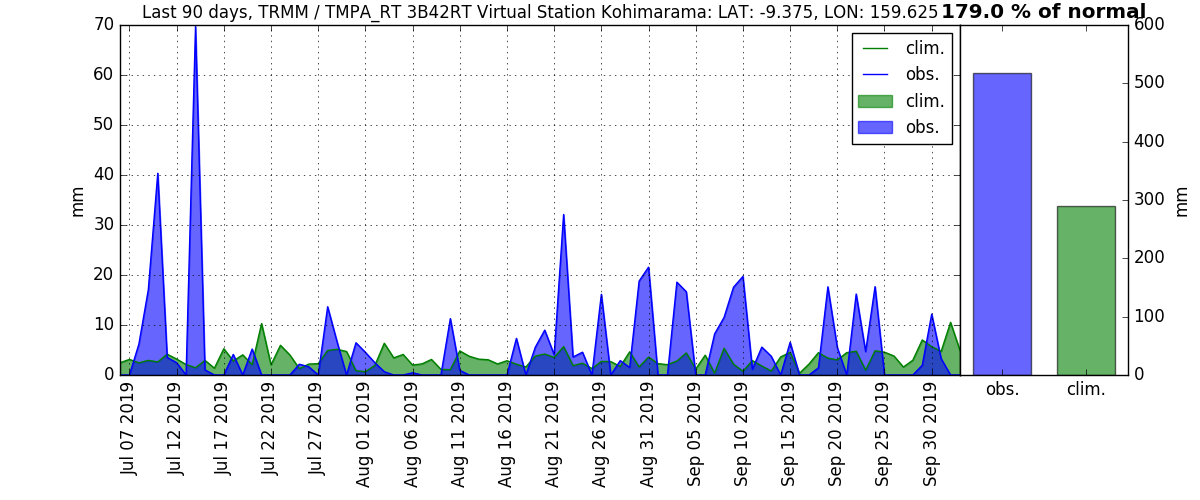 Last 90 days, TRMM / TMPA_RT 3B42RT Virtual Station Kohimarama: LAT: -9.375, LON: 159.625 179.0 % of normal
clim.
obs.
clim.
obs.
mm
70
60
50
40
30
20
10
0
Jul 07 2019
Jul 12 2019
Jul 17 2019
Jul 22 2019
Jul 27 2019
Aug 01 2019
Aug 06 2019
Aug 11 2019
Aug 16 2019
Aug 21 2019
Aug 26 2019
Aug 31 2019
Sep 05 2019
Sep 10 2019
Sep 15 2019
Sep 20 2019
Sep 25 2019
Sep 30 2019
600
500
400
300
200
100
0
mm
obs. clim.